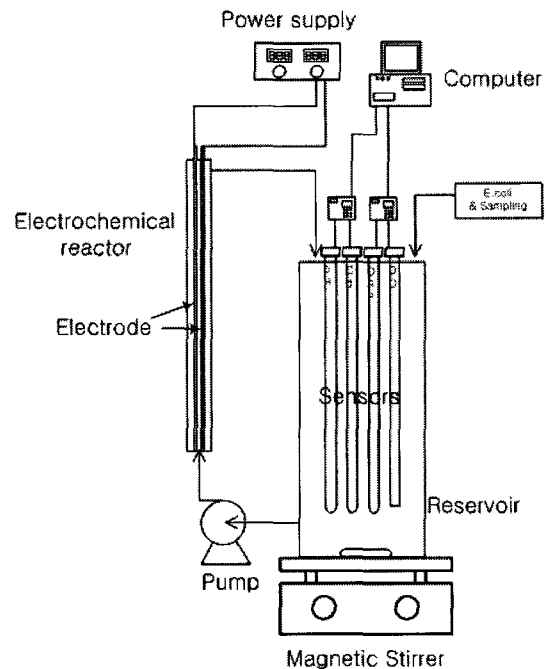 Power supply
Computer
E.coli
& Sampling
Electrochemical
reactor
Electrode
Sensors
Reservoir
Pump
Magnetic Stirrer